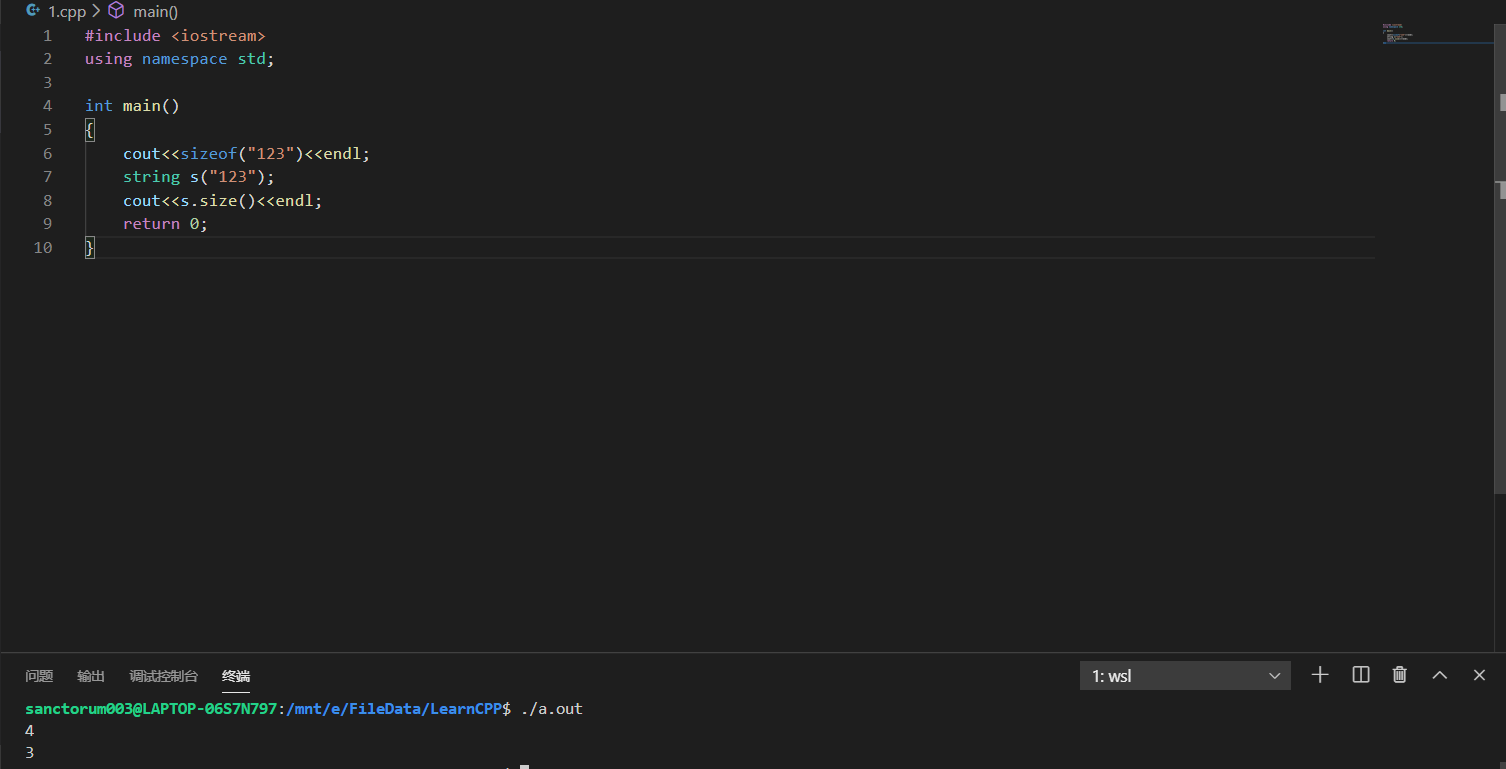 1.cpp > main()
1 #include <iostream>
2 using namespace std;
3
4 int main()
5 {
6     cout<<sizeof("123")<<endl;
7     string s("123");
8     cout<<s.size()<<endl;
9     return 0;
10 }
问题 输出 调试控制台 终端 1: wsl
sanctorum003@LAPTOP-06S7N797:/mnt/e/FileData/LearnCPP$ ./a.out
4
3